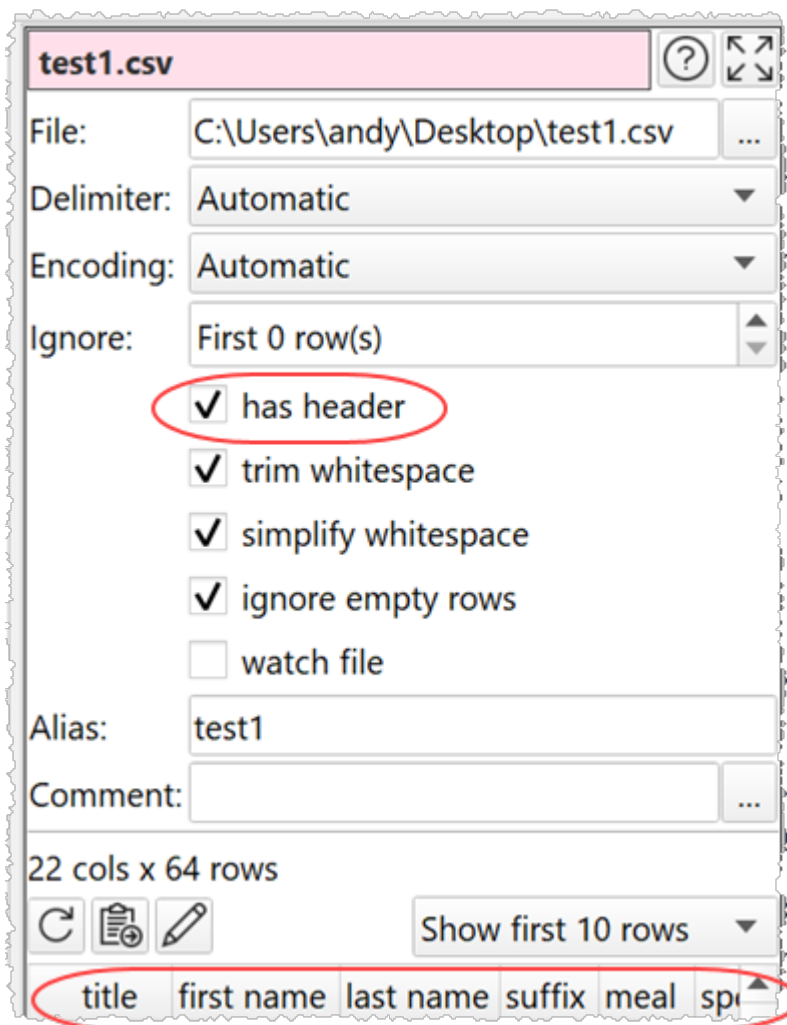 test1.csv
File: C:\Users\andy\Desktop\test1.csv ...
Delimiter: Automatic
Encoding: Automatic
Ignore: First 0 row(s)
has header
trim whitespace
simplify whitespace
ignore empty rows
watch file
Alias: test1
Comment: ...
22 cols x 64 rows
Show first 10 rows
title first name last name suffix meal